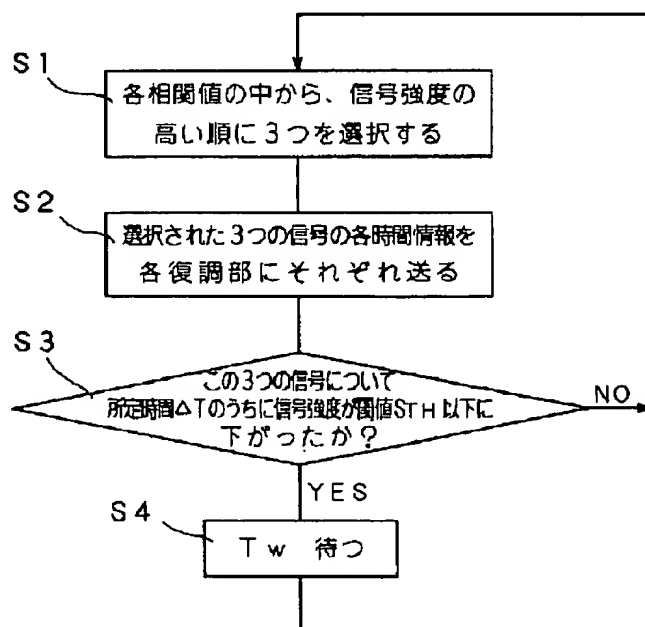 S1
各相関値の中から、信号強度の
高い順に3つを選択する
S2
選択された3つの信号の各時間情報を
各復調部にそれぞれ送る
S3
この3つの信号について
所定時間△Tのうちに信号強度が閾値STH以下に
下がったか?
NO
YES
S4
Tw 待つ